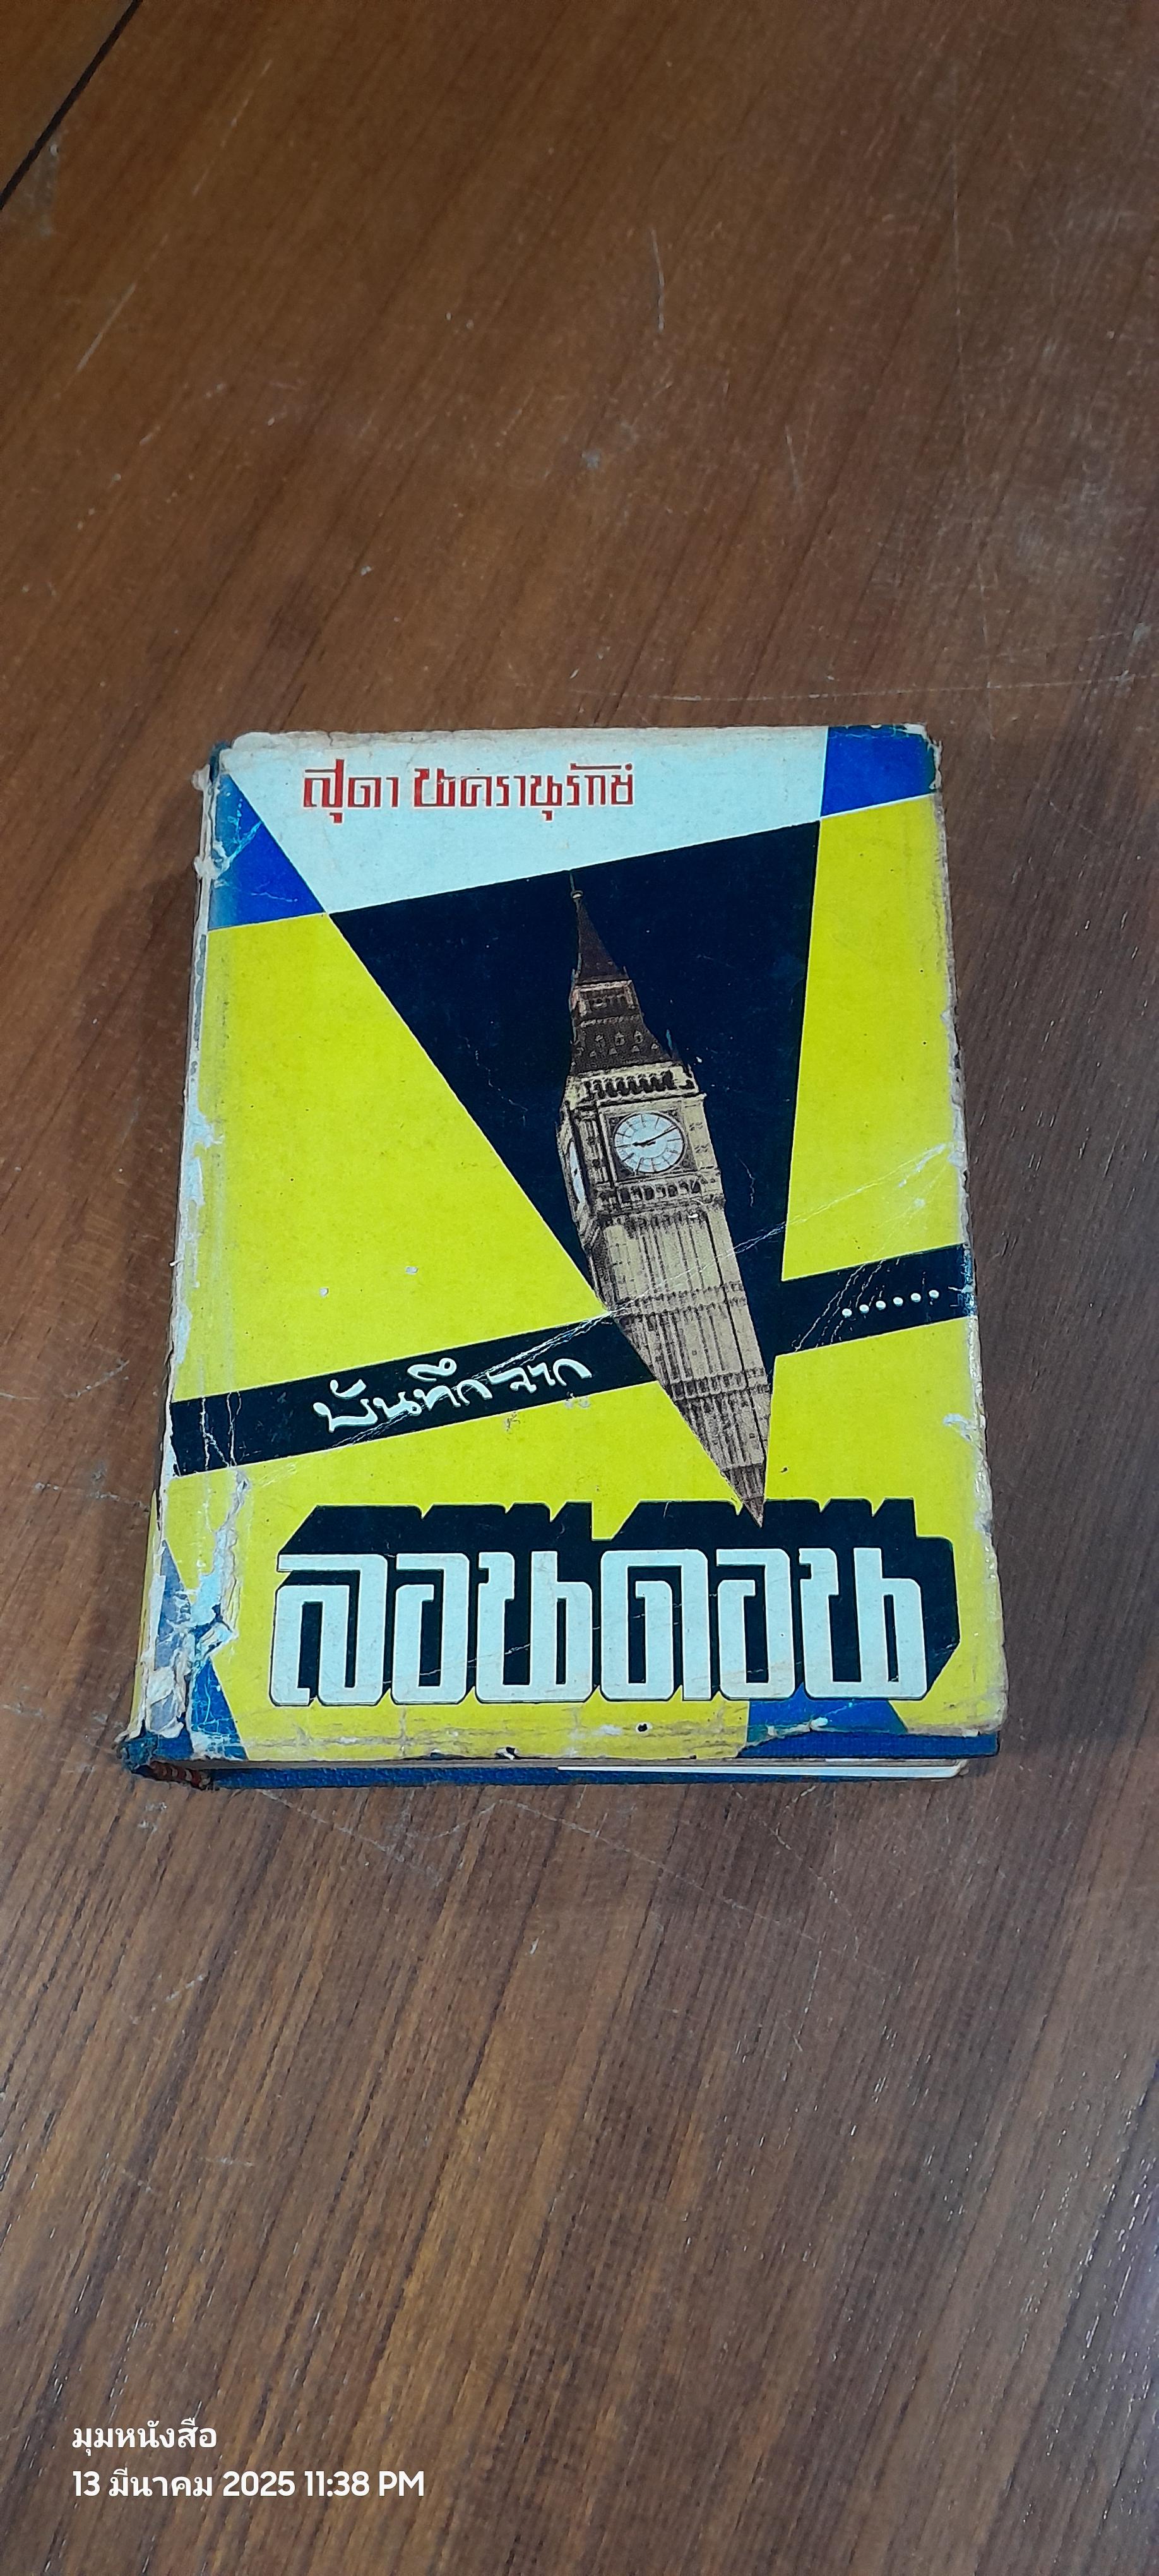 สุดา นครานุรักษ์
บันทึกจาก ......
ลอนดอน
มุมหนังสือ
13 มีนาคม 2025 11:38 PM